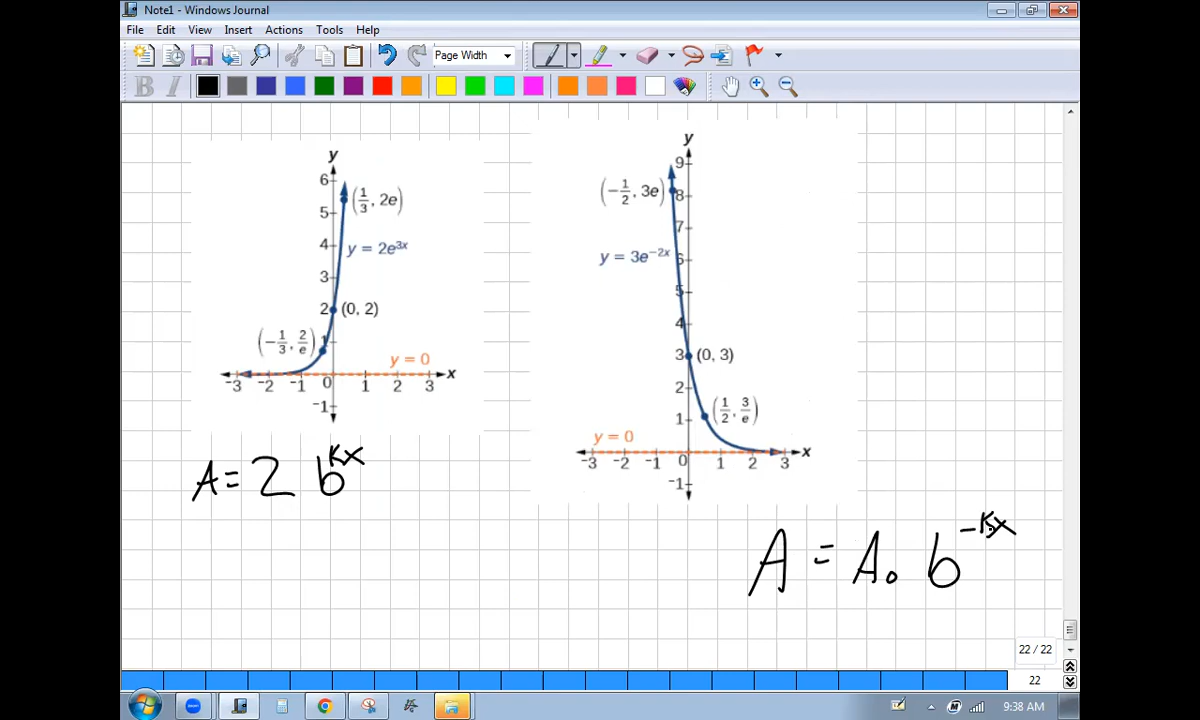 Note1 - Windows Journal
File Edit View Insert Actions Tools Help
Page Width
B I
y
6
5
4
3
2
1
-3 -2 -1 0 1 2 3 x
-1
(1/3, 2e)
y = 2e^{3x}
(0, 2)
(-1/3, 2/e)
y = 0
y
9
8
7
6
5
4
3
2
1
-3 -2 -1 0 1 2 3 x
-1
(-1/2, 3e)
y = 3e^{-2x}
(0, 3)
(1/2, 3/e)
y = 0
A = 2 b^{kx}
A = A₀ b^{-kx}
22 / 22
22
9:38 AM